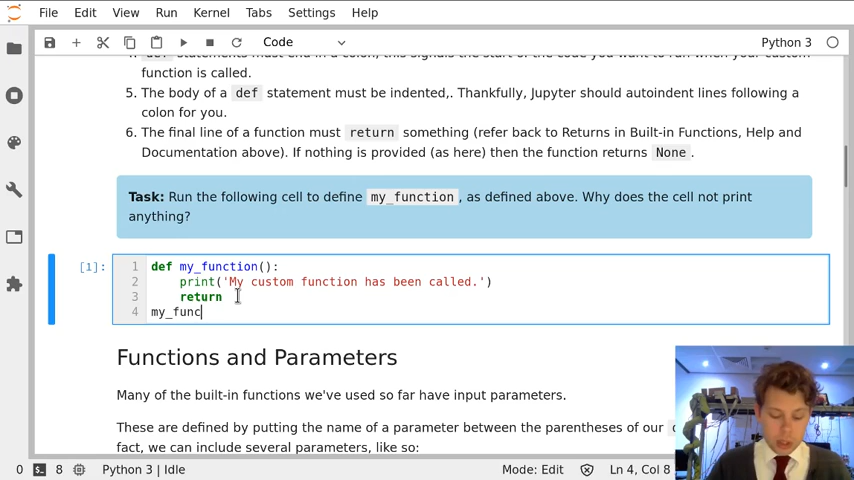 File Edit View Run Kernel Tabs Settings Help
Code Python 3
function is called.
5. The body of a def statement must be indented,. Thankfully, Jupyter should autoindent lines following a
colon for you.
6. The final line of a function must return something (refer back to Returns in Built-in Functions, Help and
Documentation above). If nothing is provided (as here) then the function returns None.
Task: Run the following cell to define my_function, as defined above. Why does the cell not print
anything?
[1]: 1 def my_function():
2 print('My custom function has been called.')
3 return
4 my_func
Functions and Parameters
Many of the built-in functions we've used so far have input parameters.
These are defined by putting the name of a parameter between the parentheses of our
fact, we can include several parameters, like so:
0 8 Python 3 | Idle Mode: Edit Ln 4, Col 8